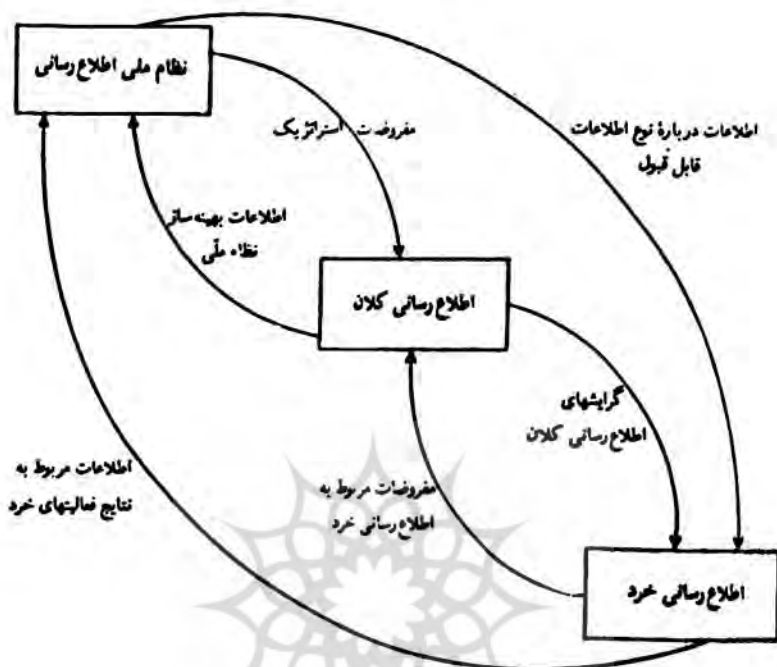 نظام ملی اطلاع رسانی
مفروضات استراتژیک
اطلاعات دربارهٔ نوع اطلاعات
قابل قبول
اطلاعات بهینه‌ساز
نظام ملّی
اطلاع رسانی کلان
گرایشهای
اطلاع رسانی کلان
مفروضات مربوط به
اطلاع رسانی خرد
اطلاعات مربوط به
نتایج فعالیتهای خرد
اطلاع رسانی خرد